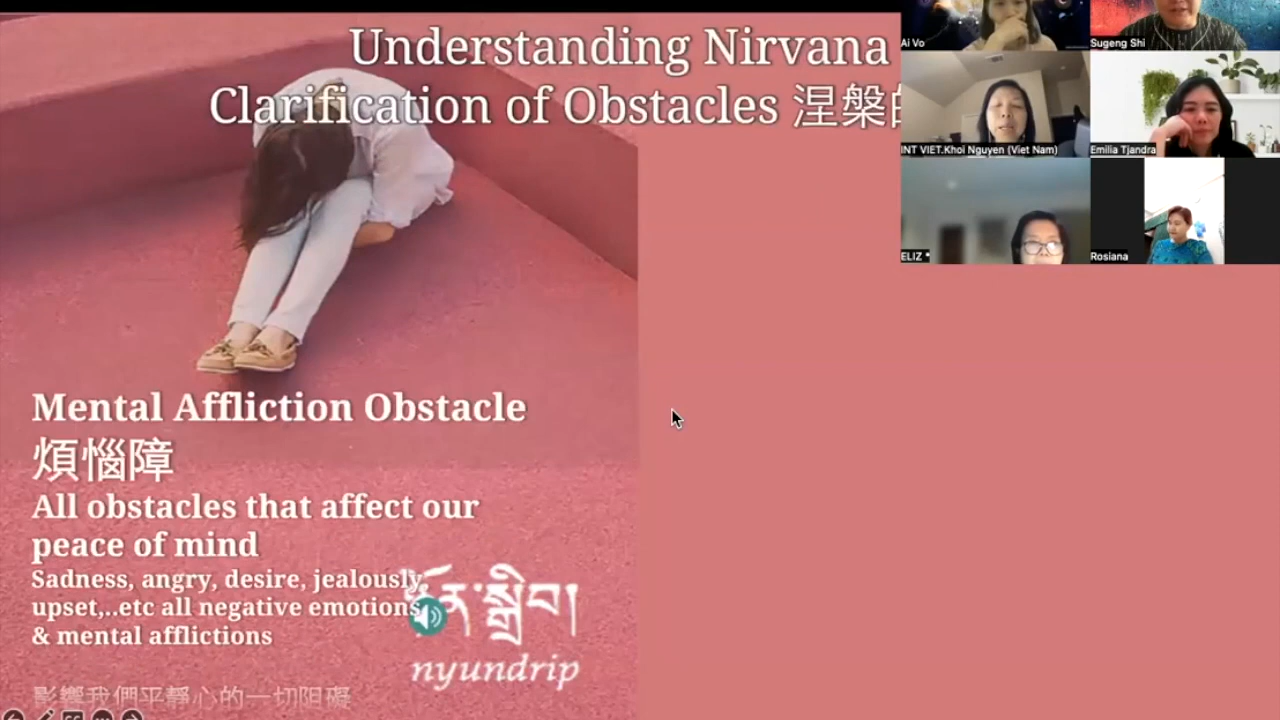 Understanding Nirvana
Clarification of Obstacles 涅槃
Mental Affliction Obstacle
煩惱障
All obstacles that affect our
peace of mind
Sadness, angry, desire, jealously,
upset,..etc all negative emotions
& mental afflictions
ཉོན་སྒྲིབ།
nyundrip
影響我們平靜心的一切阻礙
Ai Vo
Sugeng Shi
INT VIET.Khoi Nguyen (Viet Nam)
Emilia Tjandra
ELIZ *
Rosiana